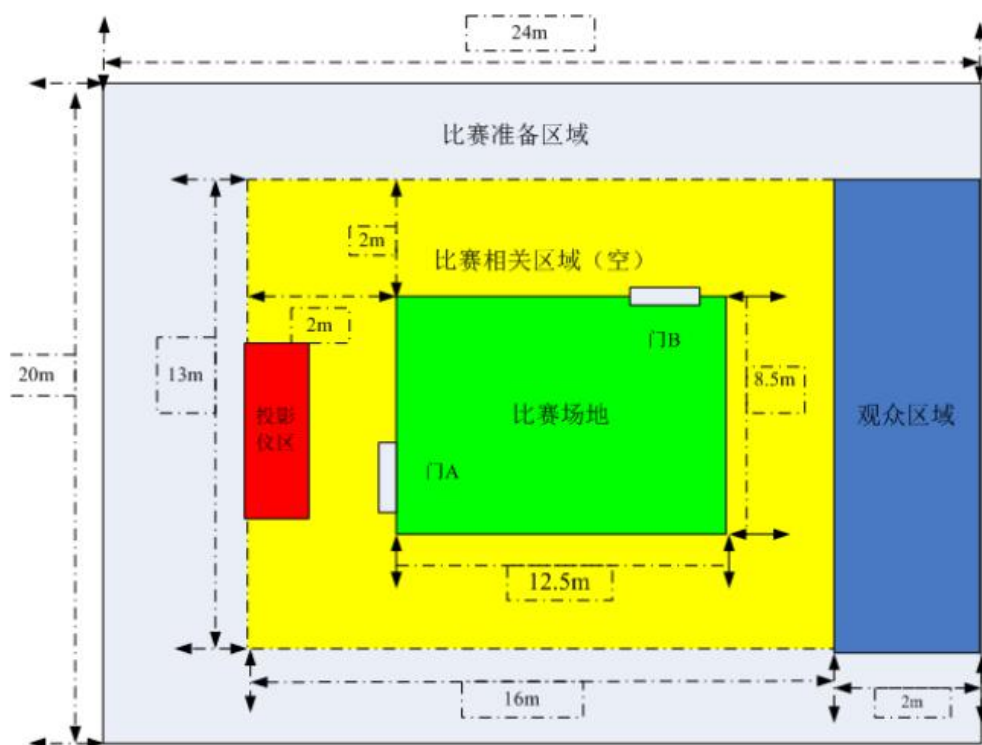 24m
比赛准备区域
2m
比赛相关区域（空）
2m
门B
20m
13m
8.5m
投影
仪区
比赛场地
观众区域
门A
12.5m
16m
2m